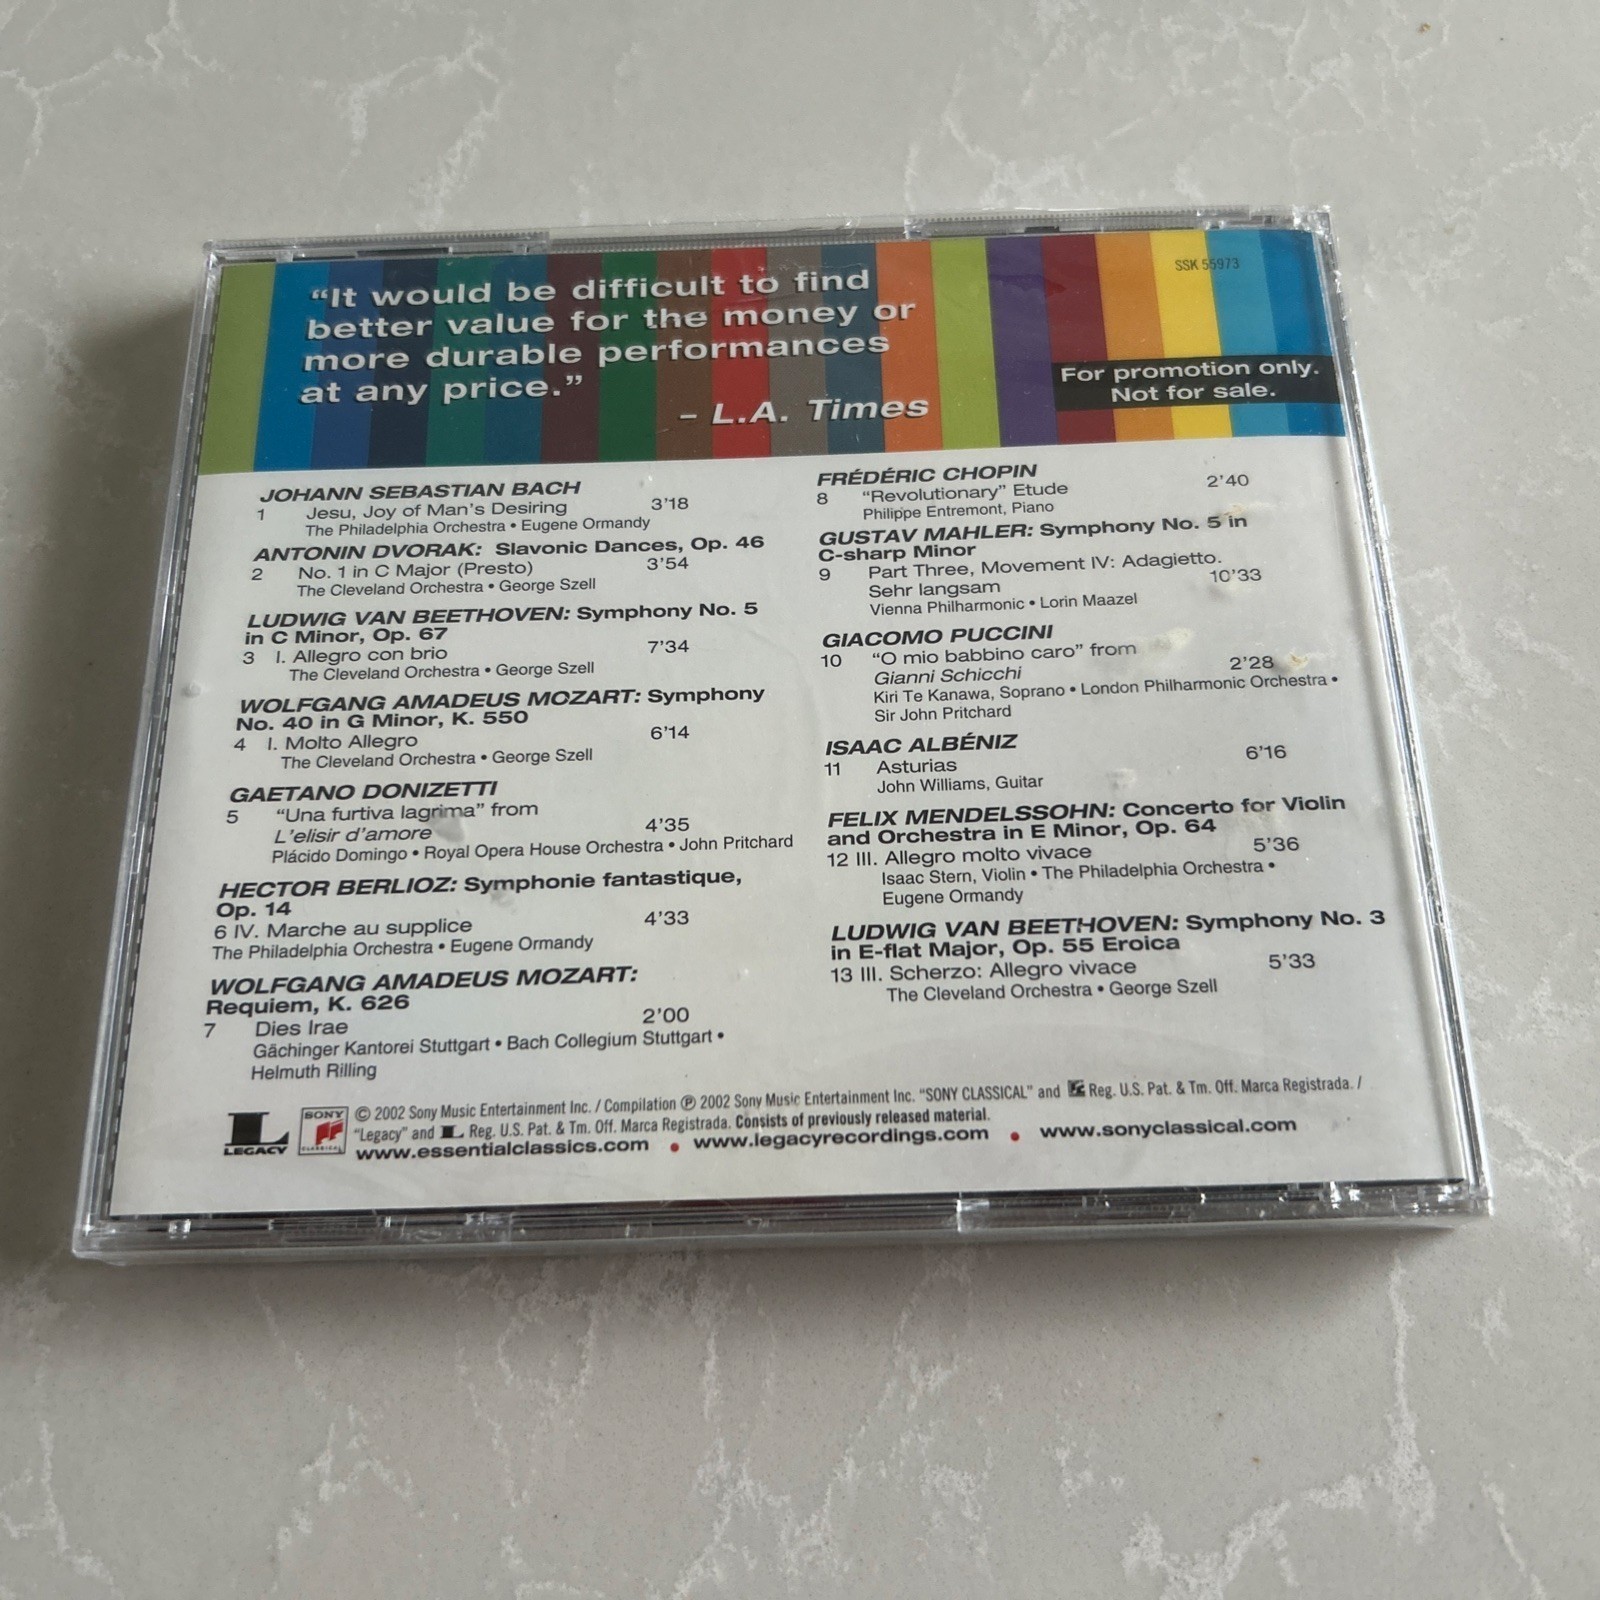 “It would be difficult to find
better value for the money or
more durable performances
at any price.”
– L.A. Times
SSK 55973
For promotion only.
Not for sale.
JOHANN SEBASTIAN BACH
1 Jesu, Joy of Man’s Desiring 3’18
The Philadelphia Orchestra • Eugene Ormandy
ANTONIN DVORAK: Slavonic Dances, Op. 46
2 No. 1 in C Major (Presto) 3’54
The Cleveland Orchestra • George Szell
LUDWIG VAN BEETHOVEN: Symphony No. 5
in C Minor, Op. 67
3 I. Allegro con brio 7’34
The Cleveland Orchestra • George Szell
WOLFGANG AMADEUS MOZART: Symphony
No. 40 in G Minor, K. 550
4 I. Molto Allegro 6’14
The Cleveland Orchestra • George Szell
GAETANO DONIZETTI
5 “Una furtiva lagrima” from
L’elisir d’amore 4’35
Plácido Domingo • Royal Opera House Orchestra • John Pritchard
HECTOR BERLIOZ: Symphonie fantastique,
Op. 14
6 IV. Marche au supplice 4’33
The Philadelphia Orchestra • Eugene Ormandy
WOLFGANG AMADEUS MOZART:
Requiem, K. 626
7 Dies Irae 2’00
Gächinger Kantorei Stuttgart • Bach Collegium Stuttgart •
Helmuth Rilling
FRÉDÉRIC CHOPIN
8 “Revolutionary” Etude 2’40
Philippe Entremont, Piano
GUSTAV MAHLER: Symphony No. 5 in
C-sharp Minor
9 Part Three, Movement IV: Adagietto.
Sehr langsam 10’33
Vienna Philharmonic • Lorin Maazel
GIACOMO PUCCINI
10 “O mio babbino caro” from
Gianni Schicchi 2’28
Kiri Te Kanawa, Soprano • London Philharmonic Orchestra •
Sir John Pritchard
ISAAC ALBÉNIZ
11 Asturias 6’16
John Williams, Guitar
FELIX MENDELSSOHN: Concerto for Violin
and Orchestra in E Minor, Op. 64
12 III. Allegro molto vivace 5’36
Isaac Stern, Violin • The Philadelphia Orchestra •
Eugene Ormandy
LUDWIG VAN BEETHOVEN: Symphony No. 3
in E-flat Major, Op. 55 Eroica
13 III. Scherzo: Allegro vivace 5’33
The Cleveland Orchestra • George Szell
LEGACY
SONY
CLASSICAL
© 2002 Sony Music Entertainment Inc. / Compilation ℗ 2002 Sony Music Entertainment Inc. “SONY CLASSICAL” and Reg. U.S. Pat. & Tm. Off. Marca Registrada. /
“Legacy” and L Reg. U.S. Pat. & Tm. Off. Marca Registrada. Consists of previously released material.
www.essentialclassics.com • www.legacyrecordings.com • www.sonyclassical.com